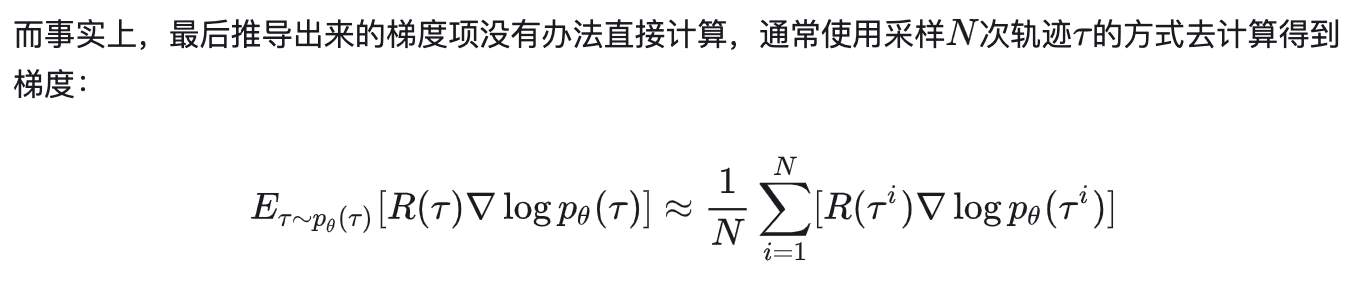 而事实上，最后推导出来的梯度项没有办法直接计算，通常使用采样N次轨迹τ的方式去计算得到
梯度：
E_{τ∼p_θ(τ)}[R(τ)∇ log p_θ(τ)] ≈ \frac{1}{N} \sum_{i=1}^{N} [R(τ^i)∇ log p_θ(τ^i)]